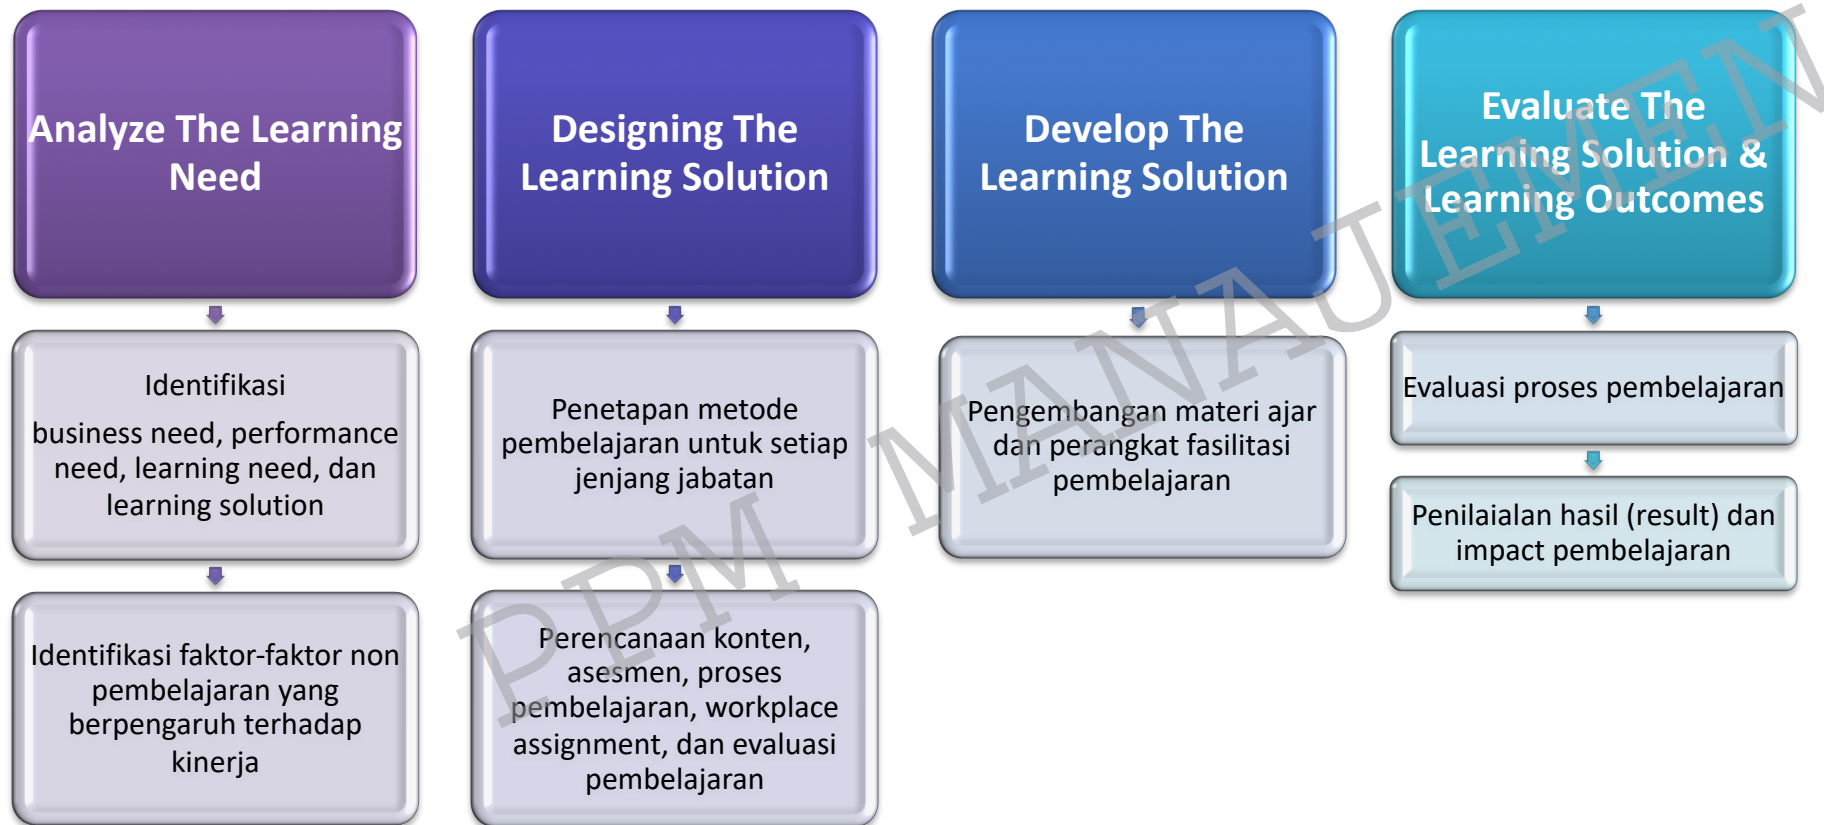 Analyze The Learning
Need
Identifikasi
business need, performance
need, learning need, dan
learning solution
Identifikasi faktor-faktor non
pembelajaran yang
berpengaruh terhadap
kinerja
Designing The
Learning Solution
Penetapan metode
pembelajaran untuk setiap
jenjang jabatan
Perencanaan konten,
asesmen, proses
pembelajaran, workplace
assignment, dan evaluasi
pembelajaran
Develop The
Learning Solution
Pengembangan materi ajar
dan perangkat fasilitasi
pembelajaran
Evaluate The
Learning Solution &
Learning Outcomes
Evaluasi proses pembelajaran
Penilaialan hasil (result) dan
impact pembelajaran
PPM MANAJEMEN